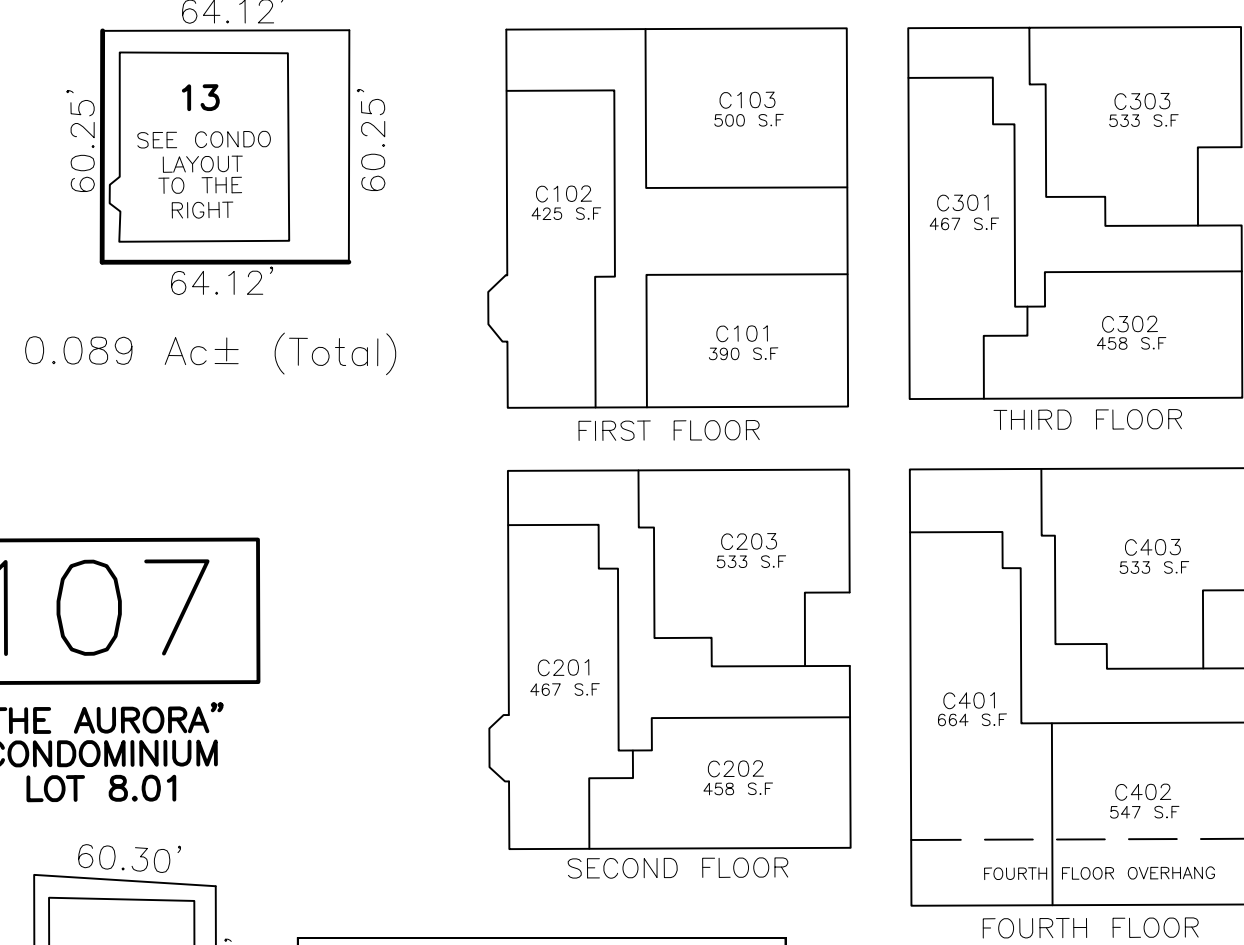 64.12'
60.25'
13
SEE CONDO
LAYOUT
TO THE
RIGHT
60.25'
64.12'
0.089 Ac± (Total)
C103
500 S.F
C102
425 S.F
C101
390 S.F
FIRST FLOOR
C303
533 S.F
C301
467 S.F
C302
458 S.F
THIRD FLOOR
107
THE AURORA"
CONDOMINIUM
LOT 8.01
60.30'
C203
533 S.F
C201
467 S.F
C202
458 S.F
SECOND FLOOR
C403
533 S.F
C401
664 S.F
C402
547 S.F
FOURTH FLOOR OVERHANG
FOURTH FLOOR